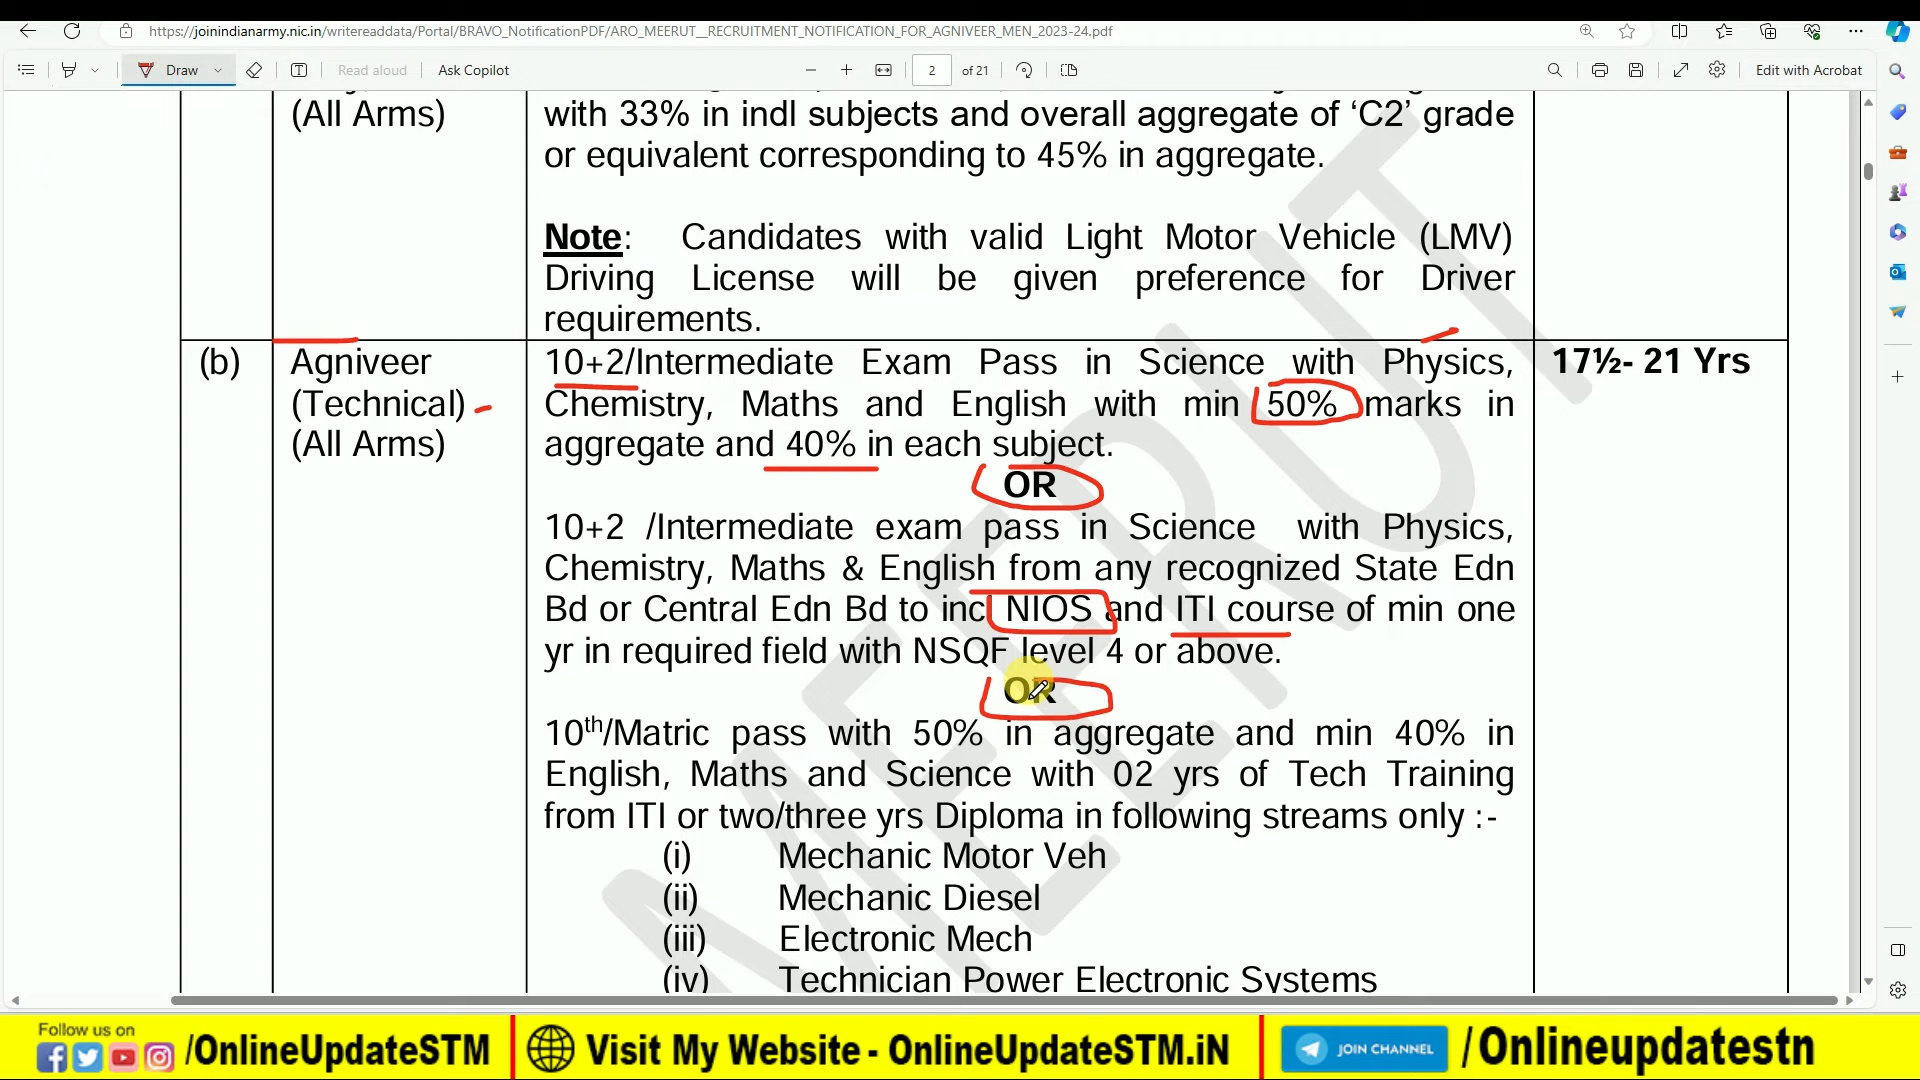 https://joinindianarmy.nic.in/writereaddata/Portal/BRAVO_NotificationPDF/ARO_MEERUT__RECRUITMENT_NOTIFICATION_FOR_AGNIVEER_MEN_2023-24.pdf
Draw
Read aloud
Ask Copilot
2
of 21
Edit with Acrobat
(All Arms)
with 33% in indl subjects and overall aggregate of ‘C2’ grade
or equivalent corresponding to 45% in aggregate.
Note: Candidates with valid Light Motor Vehicle (LMV)
Driving License will be given preference for Driver
requirements.
(b)
Agniveer
(Technical)
(All Arms)
10+2/Intermediate Exam Pass in Science with Physics,
Chemistry, Maths and English with min 50% marks in
aggregate and 40% in each subject.
OR
10+2 /Intermediate exam pass in Science with Physics,
Chemistry, Maths & English from any recognized State Edn
Bd or Central Edn Bd to inc NIOS and ITI course of min one
yr in required field with NSQF level 4 or above.
OR
10th/Matric pass with 50% in aggregate and min 40% in
English, Maths and Science with 02 yrs of Tech Training
from ITI or two/three yrs Diploma in following streams only :-
(i) Mechanic Motor Veh
(ii) Mechanic Diesel
(iii) Electronic Mech
(iv) Technician Power Electronic Systems
17½- 21 Yrs
MEERUT
Follow us on
/OnlineUpdateSTM
Visit My Website - OnlineUpdateSTM.iN
JOIN CHANNEL
/Onlineupdatestn